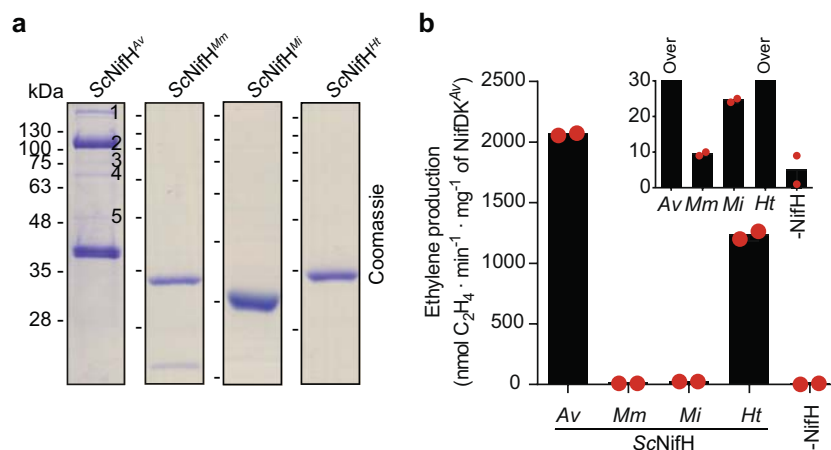 a
ScNifH^Av
ScNifH^Mm
ScNifH^Mi
ScNifH^Ht
kDa
130 -
100 -
75 -
63 -
48 -
35 -
28 -
1
2
3
4
5
Coomassie
b
Ethylene production
(nmol C₂H₄ · min⁻¹ · mg⁻¹ of NifDK^Av)
2500
2000
1500
1000
500
0
Av Mm Mi Ht -NifH
ScNifH
Over Over
30
20
10
0
Av Mm Mi Ht -NifH